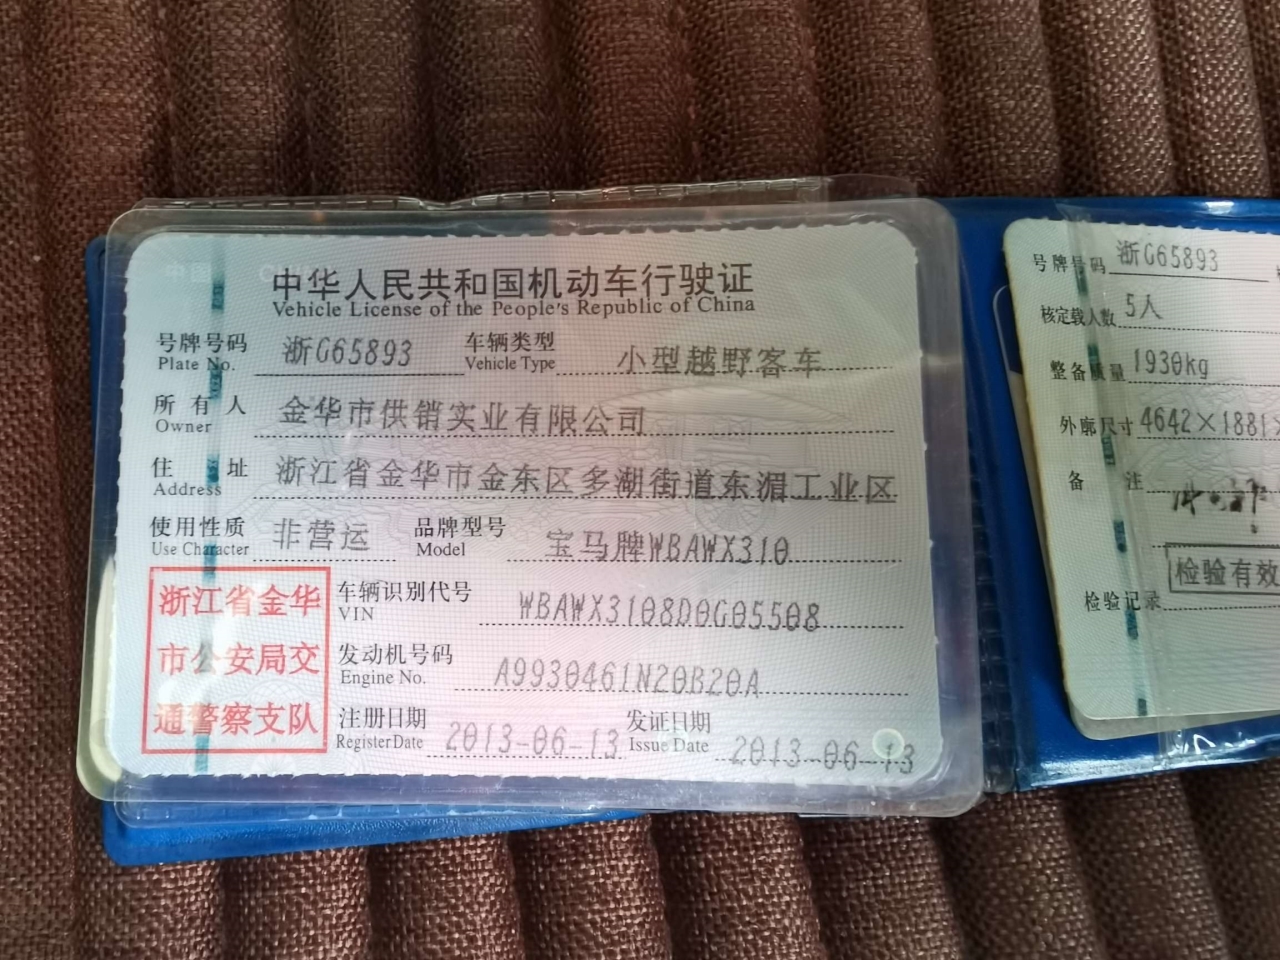 中华人民共和国机动车行驶证
Vehicle License of the People's Republic of China
号牌号码 浙G65893 车辆类型 小型越野客车
Plate No. Vehicle Type
所有人 金华市供销实业有限公司
Owner
住址 浙江省金华市金东区多湖街道东湄工业区
Address
使用性质 非营运 品牌型号 宝马牌WBAWX310
Use Character Model
浙江省金华
市公安局交
通警察支队
车辆识别代号 WBAWX3108D0G05508
VIN
发动机号码 A9930461N20B20A
Engine No.
注册日期 2013-06-13 发证日期 2013-06-13
Register Date Issue Date
号牌号码 浙G65893
核定载人数 5人
整备质量 1930kg
外廓尺寸 4642×1881×
备注
检验有效
检验记录